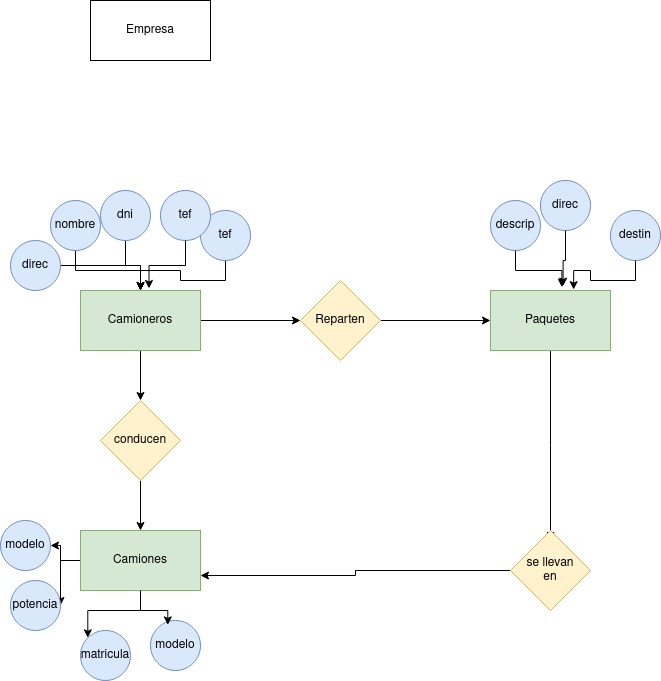 Empresa
nombre
dni
tef
tef
direc
descrip
direc
destin
Camioneros
Reparten
Paquetes
conducen
modelo
Camiones
se llevan
en
potencia
matricula
modelo